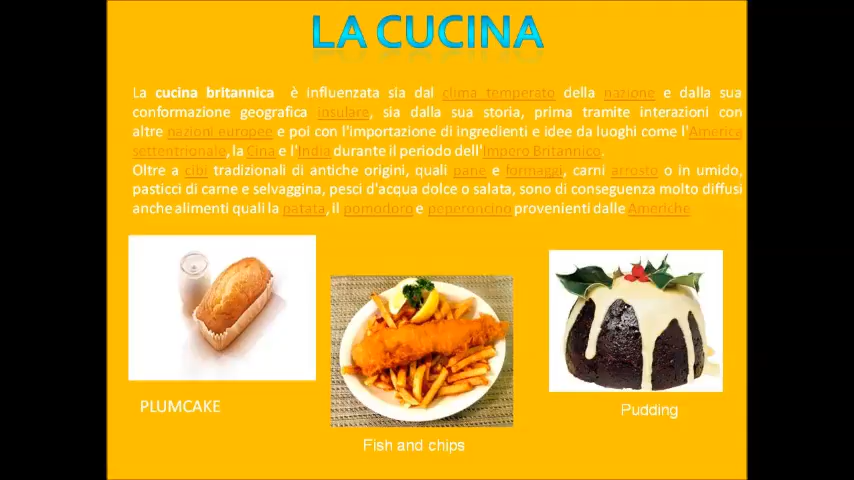 LA CUCINA
La cucina britannica è influenzata sia dal clima temperato della nazione e dalla sua
conformazione geografica insulare, sia dalla sua storia, prima tramite interazioni con
altre nazioni europee e poi con l'importazione di ingredienti e idee da luoghi come l'America
settentrionale, la Cina e l'India durante il periodo dell'Impero Britannico.
Oltre a cibi tradizionali di antiche origini, quali pane e formaggi, carni arrosto o in umido,
pasticci di carne e selvaggina, pesci d'acqua dolce o salata, sono di conseguenza molto diffusi
anche alimenti quali la patata, il pomodoro e peperoncino provenienti dalle Americhe
PLUMCAKE
Fish and chips
Pudding